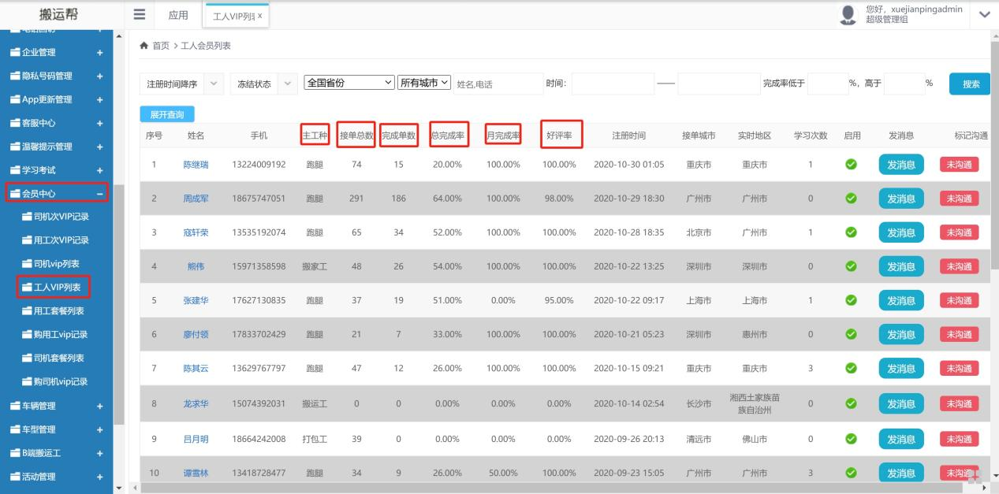 搬运帮
应用
工人VIP列表 x
您好，xuejianpingadmin
超级管理组
企业管理 +
隐私号码管理 +
App更新管理 +
客服中心 +
温馨提示管理 +
学习考试 +
会员中心 −
司机次VIP记录
用工次VIP记录
司机vip列表
工人VIP列表
用工套餐列表
购用工vip记录
司机套餐列表
购司机vip记录
车辆管理 +
车型管理 +
B端搬运工 +
活动管理 +
首页 > 工人会员列表
注册时间降序 冻结状态 全国省份 所有城市 姓名,电话 时间: —— 完成率低于 %，高于 % 搜索
展开查询
序号 姓名 手机 主工种 接单总数 完成单数 总完成率 月完成率 好评率 注册时间 接单城市 实时地区 学习次数 启用 发消息 标记沟通
1 陈继瑞 13224009192 跑腿 74 15 20.00% 100.00% 100.00% 2020-10-30 01:05 重庆市 重庆市 1 发消息 未沟通
2 周成军 18675747051 跑腿 291 186 64.00% 100.00% 98.00% 2020-10-29 18:30 广州市 广州市 0 发消息 未沟通
3 寇轩荣 13535192074 跑腿 65 34 52.00% 100.00% 100.00% 2020-10-28 18:35 北京市 广州市 1 发消息 未沟通
4 熊伟 15971358598 搬家工 48 26 54.00% 100.00% 100.00% 2020-10-22 13:25 深圳市 深圳市 0 发消息 未沟通
5 张建华 17627130835 跑腿 37 19 51.00% 0.00% 95.00% 2020-10-22 09:17 上海市 上海市 1 发消息 未沟通
6 廖付领 17833702429 跑腿 21 7 33.00% 100.00% 100.00% 2020-10-21 05:23 深圳市 惠州市 0 发消息 未沟通
7 陈其云 13629767797 跑腿 47 12 26.00% 100.00% 100.00% 2020-10-15 09:21 重庆市 重庆市 3 发消息 未沟通
8 龙求华 15074392031 搬运工 0 0 0.00% 0.00% 0.00% 2020-10-14 02:54 长沙市 湘西土家族苗族自治州 0 发消息 未沟通
9 吕月明 18664242008 打包工 39 0 0.00% 0.00% 0.00% 2020-09-26 20:13 清远市 佛山市 0 发消息 未沟通
10 谭雪林 13418728477 跑腿 34 9 26.00% 50.00% 100.00% 2020-09-23 15:05 广州市 广州市 3 发消息 未沟通